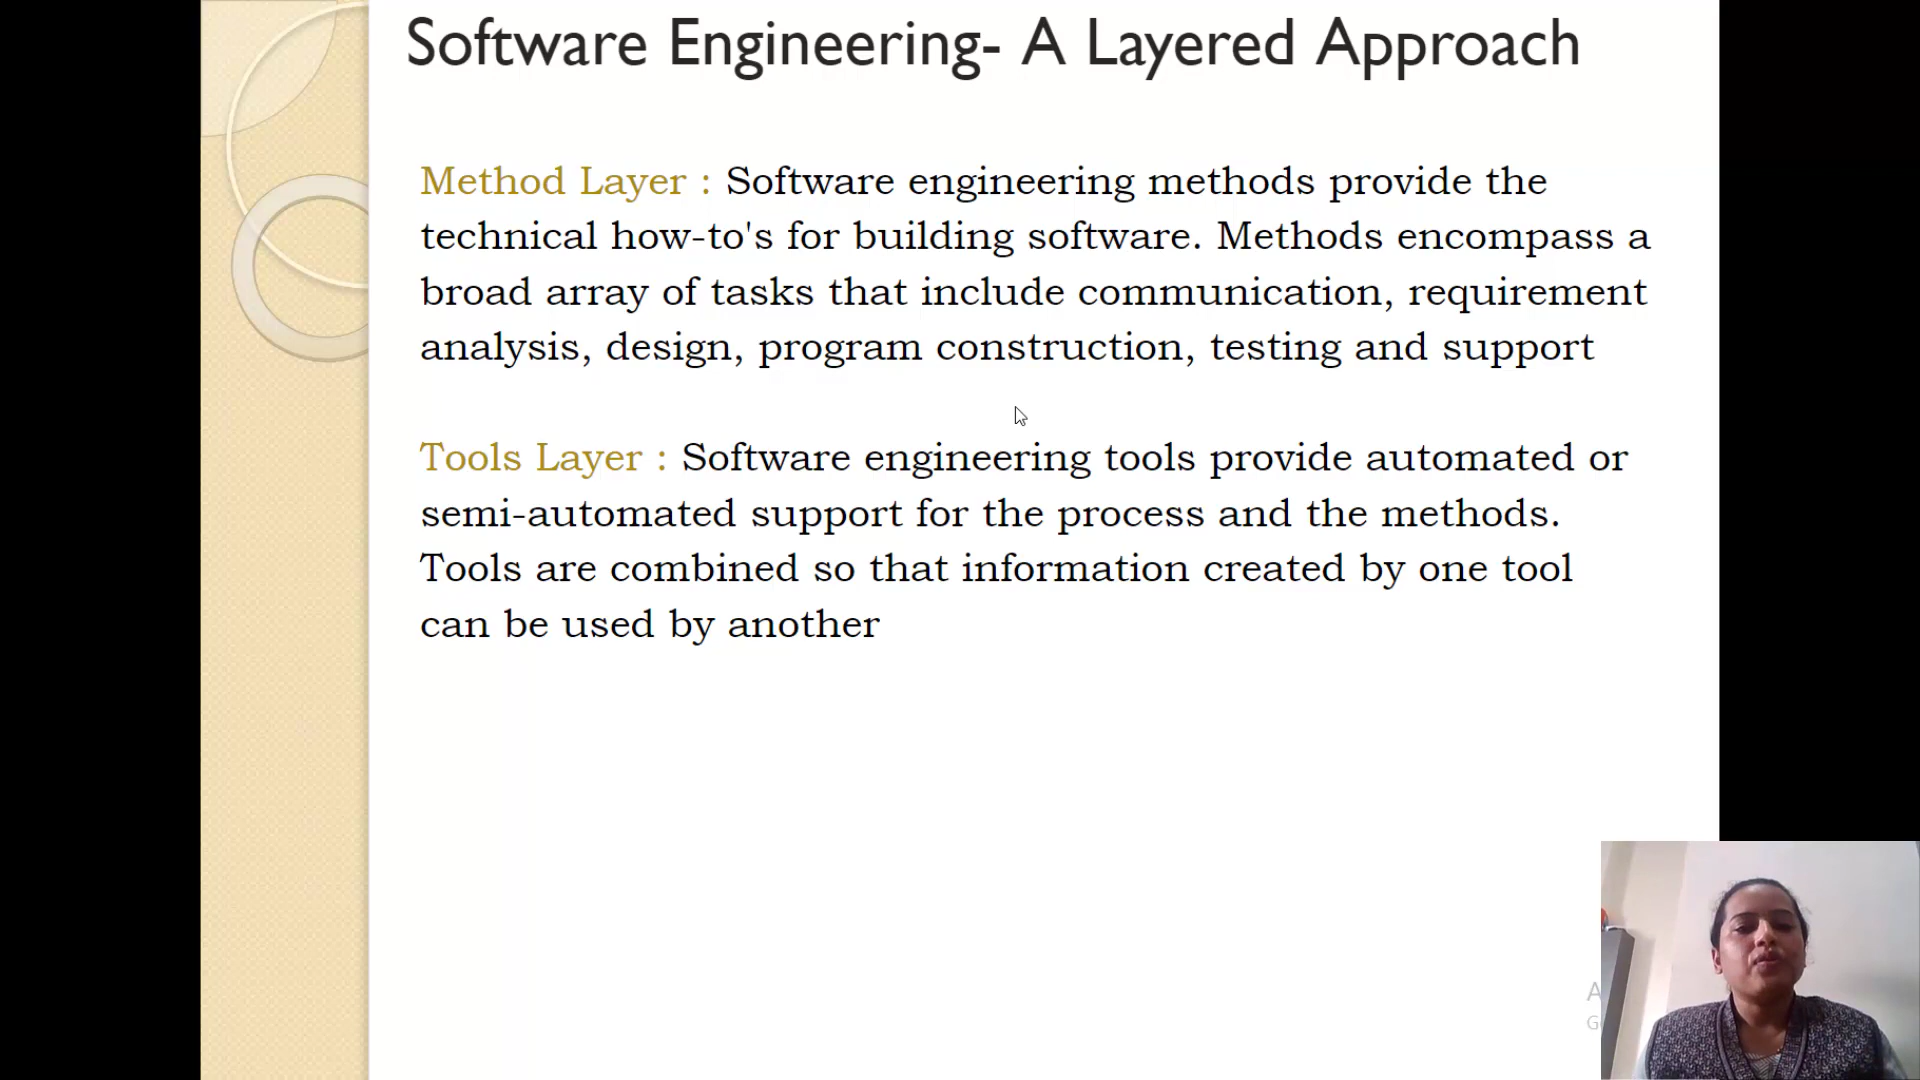 Software Engineering- A Layered Approach
Method Layer : Software engineering methods provide the
technical how-to's for building software. Methods encompass a
broad array of tasks that include communication, requirement
analysis, design, program construction, testing and support
Tools Layer : Software engineering tools provide automated or
semi-automated support for the process and the methods.
Tools are combined so that information created by one tool
can be used by another